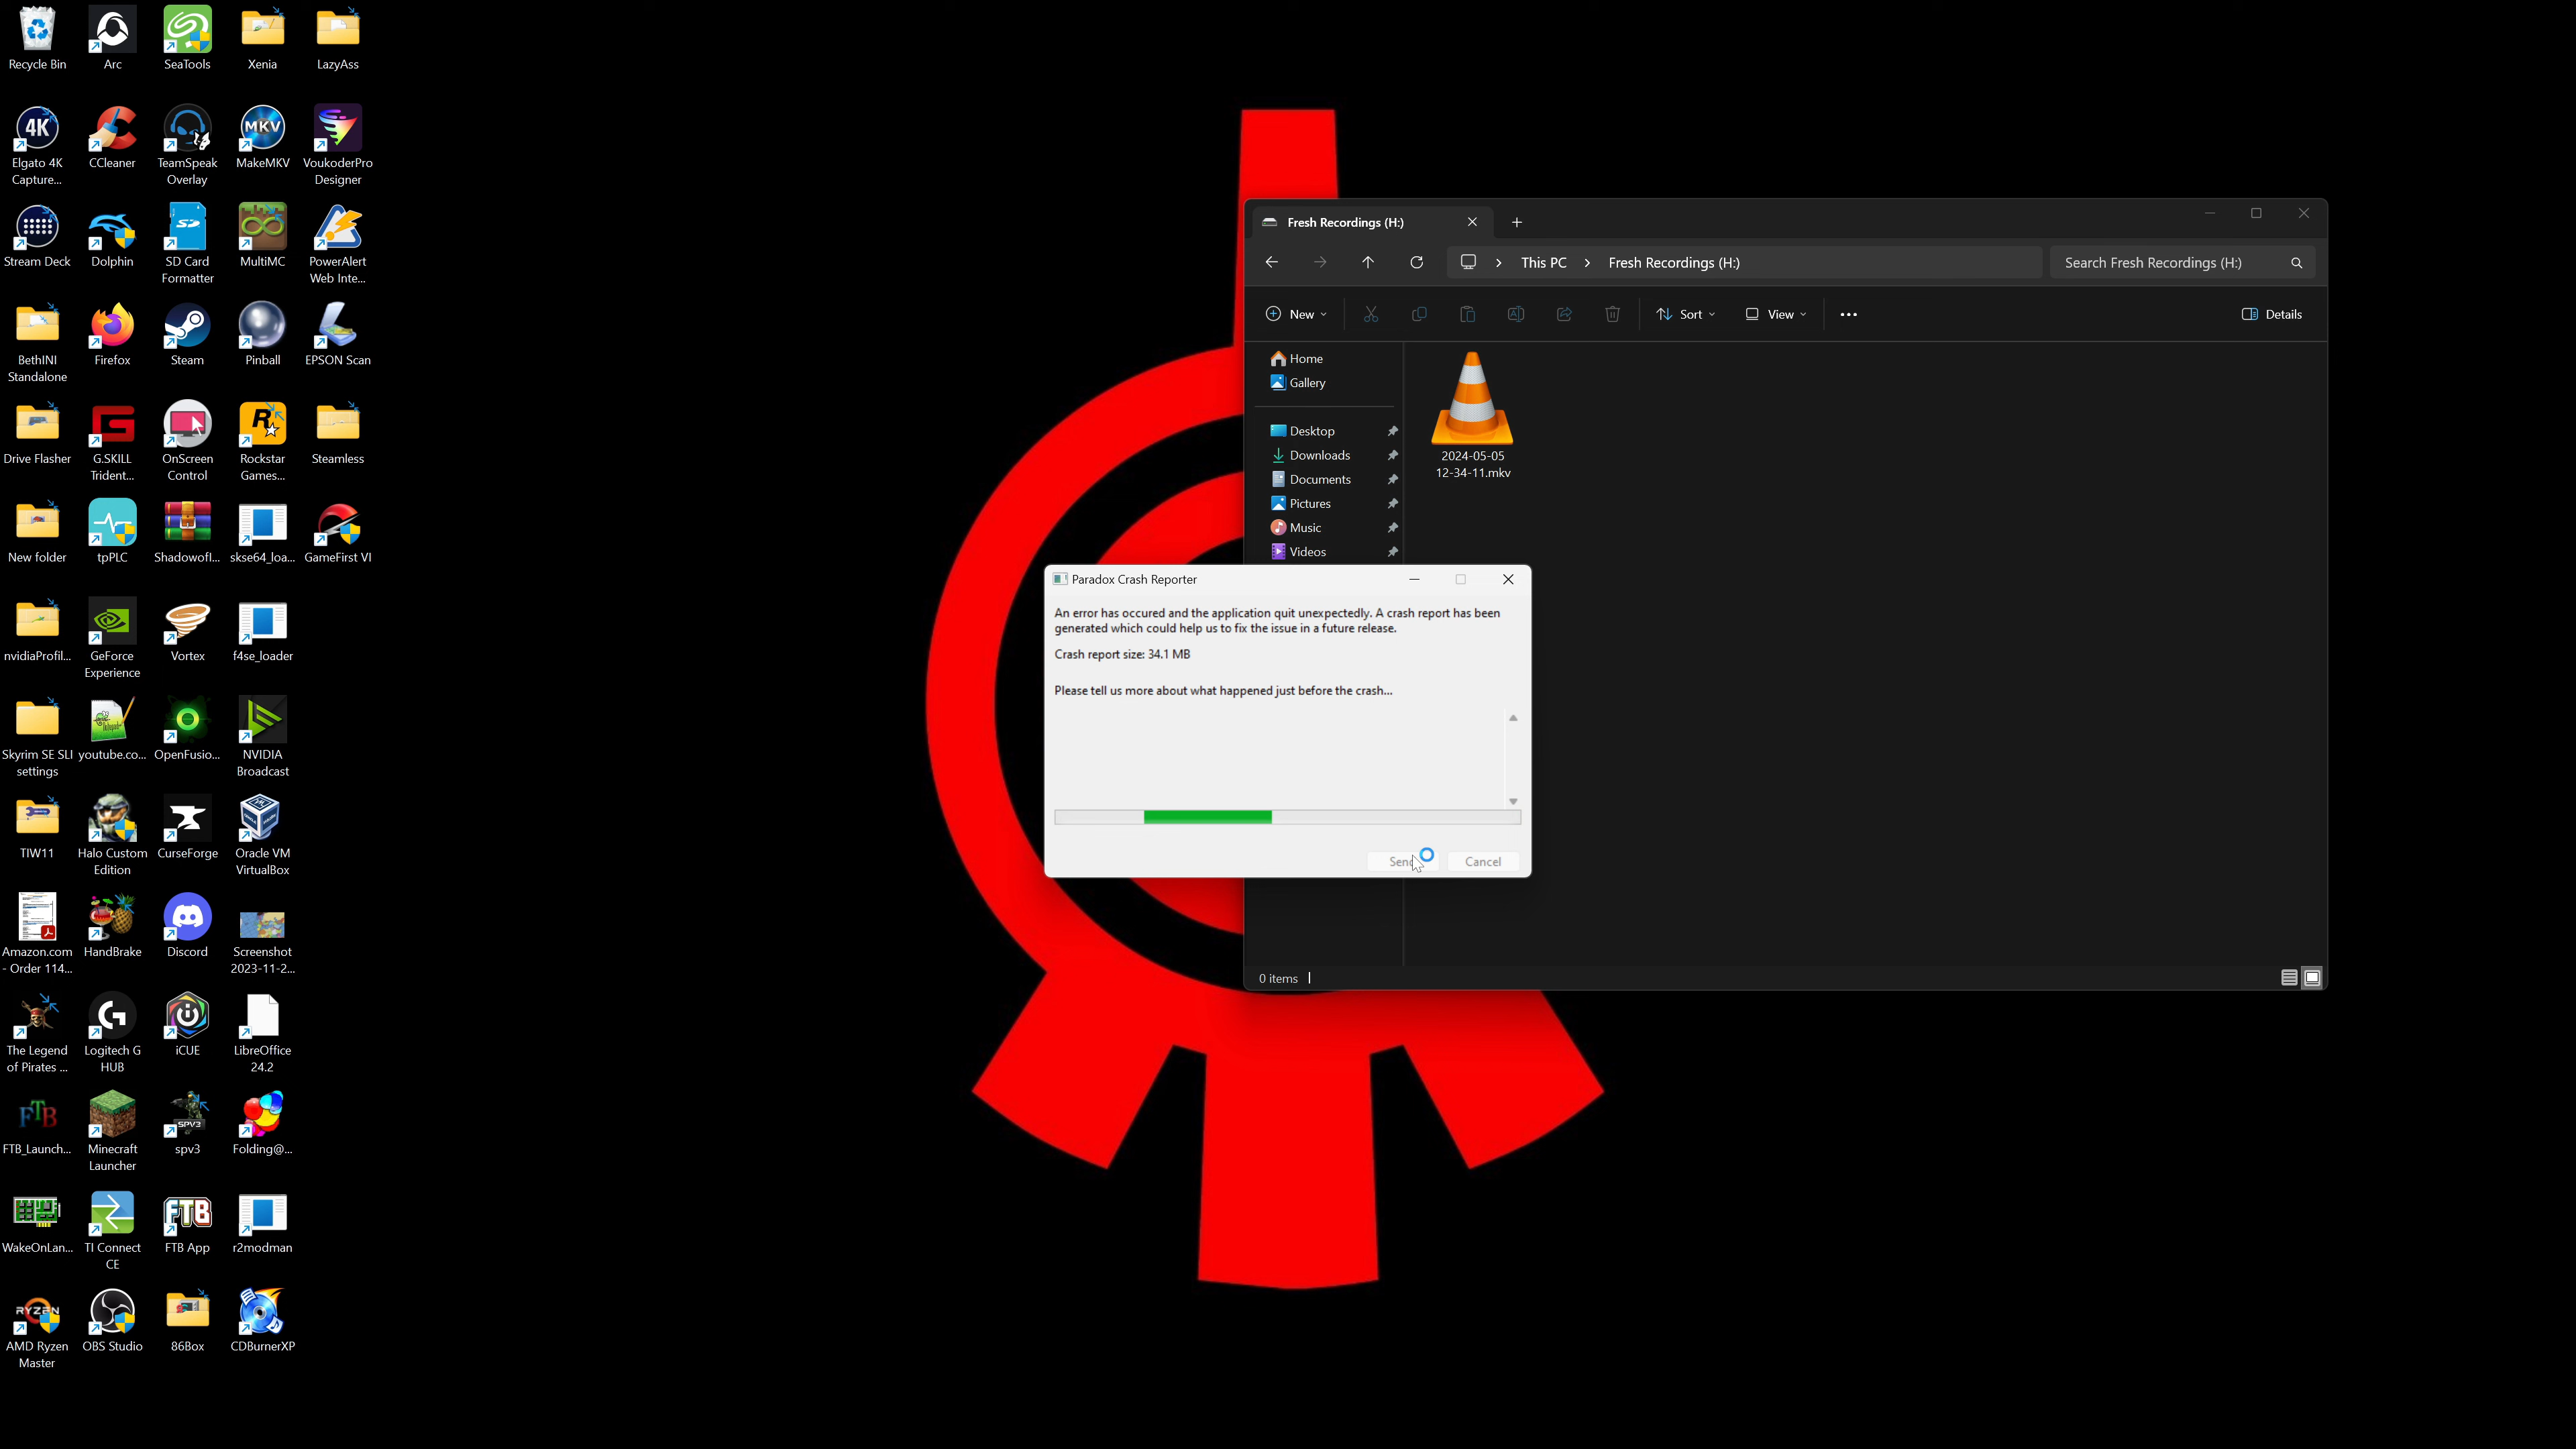 Recycle Bin
Arc
SeaTools
Xenia
LazyAss
4K
MKV
Elgato 4K
Capture...
CCleaner
TeamSpeak
Overlay
MakeMKV
VoukoderPro
Designer
Stream Deck
Dolphin
SD Card
Formatter
MultiMC
PowerAlert
Web Inte...
BethINI
Standalone
Firefox
Steam
Pinball
EPSON Scan
Drive Flasher
G.SKILL
Trident...
OnScreen
Control
Rockstar
Games...
Steamless
New folder
tpPLC
Shadowofl...
skse64_loa...
GameFirst VI
nvidiaProfil...
GeForce
Experience
Vortex
f4se_loader
Skyrim SE SLI
settings
youtube.co...
OpenFusio...
NVIDIA
Broadcast
TIW11
Halo Custom
Edition
CurseForge
Oracle VM
VirtualBox
Amazon.com
- Order 114...
HandBrake
Discord
Screenshot
2023-11-2...
The Legend
of Pirates ...
Logitech G
HUB
iCUE
LibreOffice
24.2
FTB
SPV3
FTB_Launch...
Minecraft
Launcher
spv3
Folding@...
FTB
WakeOnLan...
TI Connect
CE
FTB App
r2modman
RYZEN
AMD Ryzen
Master
OBS Studio
86Box
CDBurnerXP
Fresh Recordings (H:)
This PC
Fresh Recordings (H:)
Search Fresh Recordings (H:)
New
Sort
View
Details
Home
Gallery
Desktop
Downloads
Documents
Pictures
Music
Videos
2024-05-05
12-34-11.mkv
0 items
Paradox Crash Reporter
An error has occured and the application quit unexpectedly. A crash report has been
generated which could help us to fix the issue in a future release.
Crash report size: 34.1 MB
Please tell us more about what happened just before the crash...
Send
Cancel